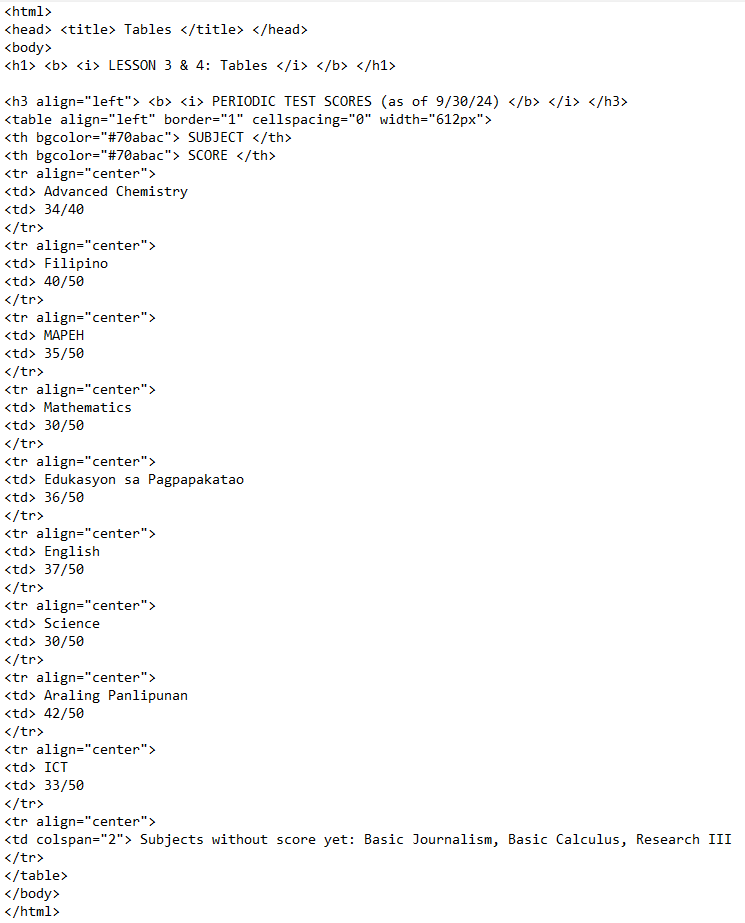 <html>
<head> <title> Tables </title> </head>
<body>
<h1> <b> <i> LESSON 3 & 4: Tables </i> </b> </h1>

<h3 align="left"> <b> <i> PERIODIC TEST SCORES (as of 9/30/24) </b> </i> </h3>
<table align="left" border="1" cellspacing="0" width="612px">
<th bgcolor="#70abac"> SUBJECT </th>
<th bgcolor="#70abac"> SCORE </th>
<tr align="center">
<td> Advanced Chemistry
<td> 34/40
</tr>
<tr align="center">
<td> Filipino
<td> 40/50
</tr>
<tr align="center">
<td> MAPEH
<td> 35/50
</tr>
<tr align="center">
<td> Mathematics
<td> 30/50
</tr>
<tr align="center">
<td> Edukasyon sa Pagpapakatao
<td> 36/50
</tr>
<tr align="center">
<td> English
<td> 37/50
</tr>
<tr align="center">
<td> Science
<td> 30/50
</tr>
<tr align="center">
<td> Araling Panlipunan
<td> 42/50
</tr>
<tr align="center">
<td> ICT
<td> 33/50
</tr>
<tr align="center">
<td colspan="2"> Subjects without score yet: Basic Journalism, Basic Calculus, Research III
</tr>
</table>
</body>
</html>